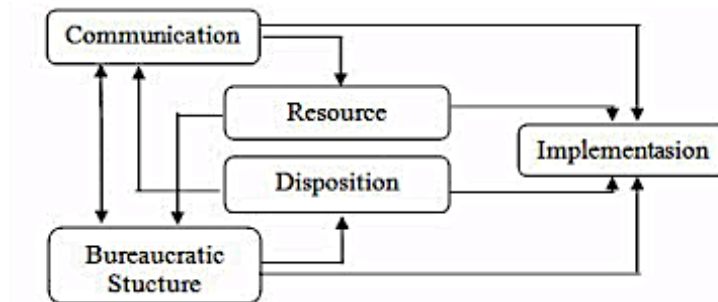 Communication
Resource
Implementasion
Disposition
Bureaucratic
Stucture